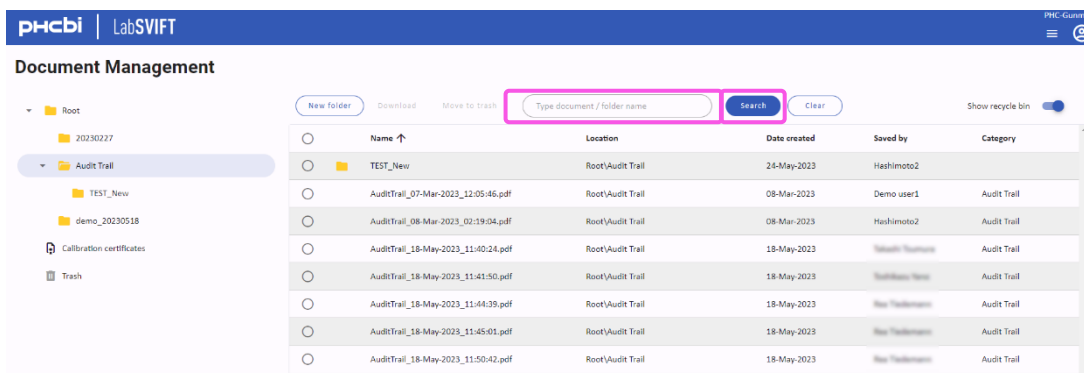 PHCbi | LabSVIFT
PHC-Gunm
Document Management
New folder Download Move to trash Type document / folder name Search Clear Show recycle bin
Root
20230227
Audit Trail
TEST_New
demo_20230518
Calibration certificates
Trash
Name ↑ Location Date created Saved by Category
TEST_New Root\Audit Trail 24-May-2023 Hashimoto2
AuditTrail_07-Mar-2023_12:05:46.pdf Root\Audit Trail 08-Mar-2023 Demo user1 Audit Trail
AuditTrail_08-Mar-2023_02:19:04.pdf Root\Audit Trail 08-Mar-2023 Hashimoto2 Audit Trail
AuditTrail_18-May-2023_11:40:24.pdf Root\Audit Trail 18-May-2023 Audit Trail
AuditTrail_18-May-2023_11:41:50.pdf Root\Audit Trail 18-May-2023 Audit Trail
AuditTrail_18-May-2023_11:44:39.pdf Root\Audit Trail 18-May-2023 Audit Trail
AuditTrail_18-May-2023_11:45:01.pdf Root\Audit Trail 18-May-2023 Audit Trail
AuditTrail_18-May-2023_11:50:42.pdf Root\Audit Trail 18-May-2023 Audit Trail